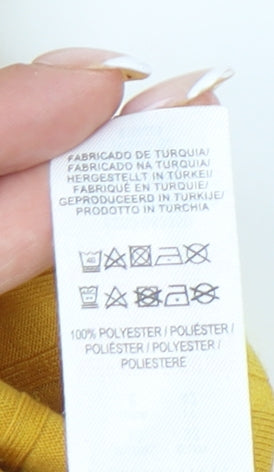 FABRICADO DE TURQUIA/
FABRICADO NA TURQUIA/
HERGESTELLT IN TÜRKEI/
FABRIQUÉ EN TURQUIE/
GEPRODUCEERD IN TURKIJE/
PRODOTTO IN TURCHIA
40
100% POLYESTER / POLIÉSTER /
POLIÉSTER / POLYESTER /
POLIESTERE